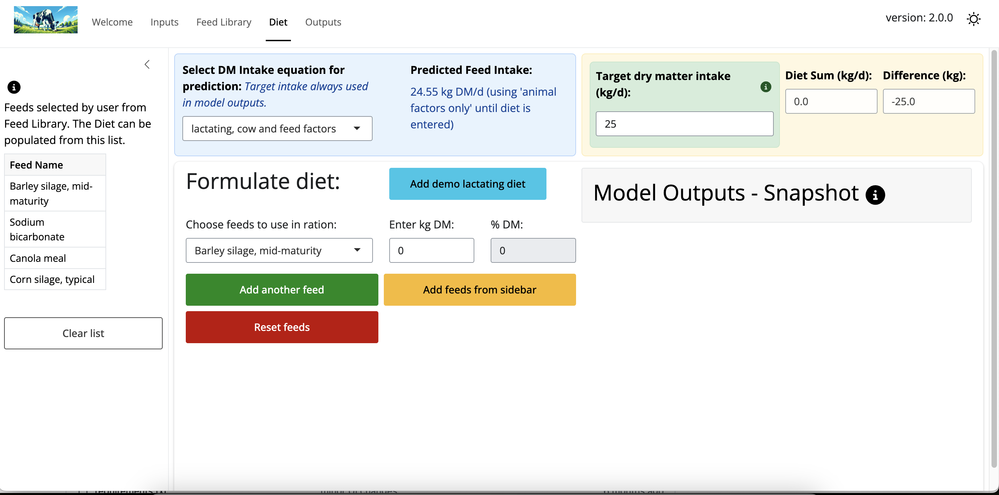 Welcome
Inputs
Feed Library
Diet
Outputs
version: 2.0.0
Feeds selected by user from
Feed Library. The Diet can be
populated from this list.
Feed Name
Barley silage, mid-
maturity
Sodium
bicarbonate
Canola meal
Corn silage, typical
Clear list
Select DM Intake equation for
prediction: Target intake always used
in model outputs.
lactating, cow and feed factors
Predicted Feed Intake:
24.55 kg DM/d (using 'animal
factors only' until diet is
entered)
Target dry matter intake
(kg/d):
25
Diet Sum (kg/d):
0.0
Difference (kg):
-25.0
Formulate diet:
Add demo lactating diet
Choose feeds to use in ration:
Enter kg DM:
% DM:
Barley silage, mid-maturity
0
0
Add another feed
Add feeds from sidebar
Reset feeds
Model Outputs - Snapshot